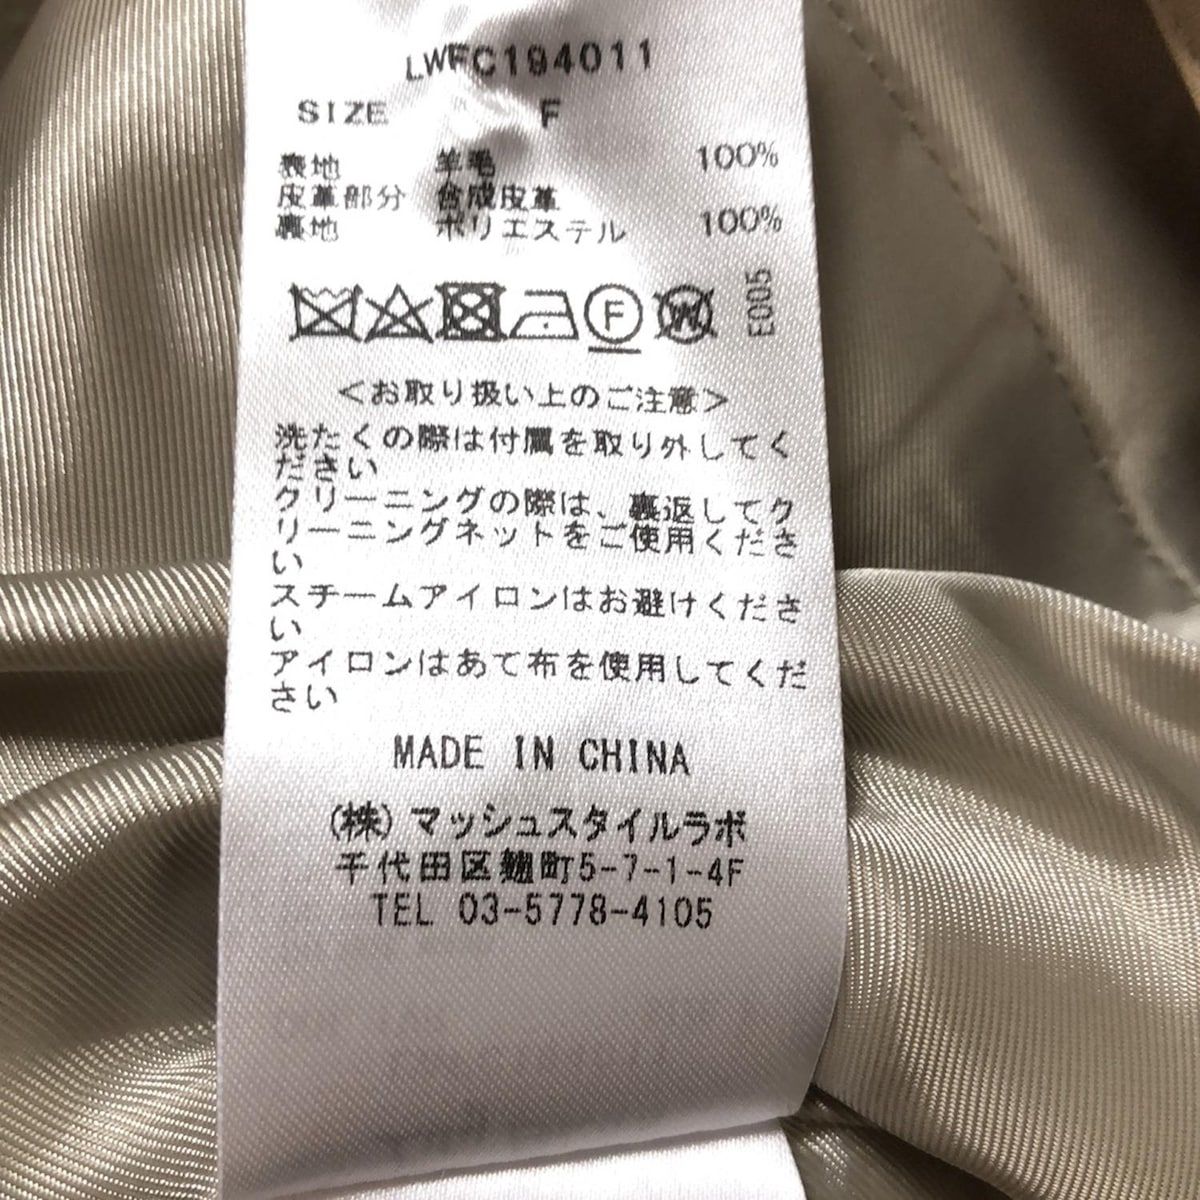 LWFC194011
SIZE F
表地 羊毛 100%
皮革部分 合成皮革
裏地 ポリエステル 100%
F W E005
<お取り扱い上のご注意>
洗たくの際は付属を取り外してく
ださい
クリーニングの際は、裏返してク
リーニングネットをご使用くださ
い
スチームアイロンはお避けくださ
い
アイロンはあて布を使用してくだ
さい
MADE IN CHINA
(株)マッシュスタイルラボ
千代田区麹町5-7-1-4F
TEL 03-5778-4105